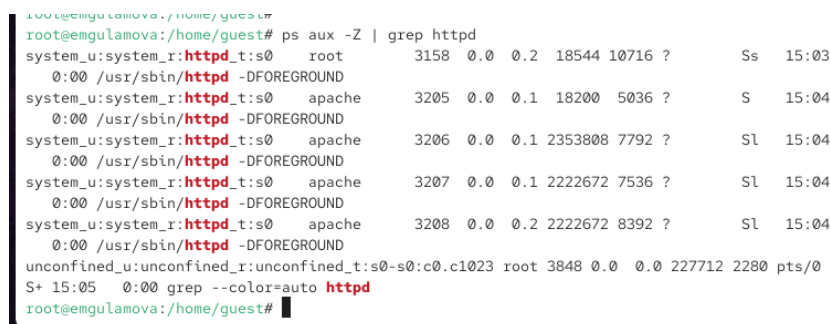 root@emgulamova:/home/guest#
root@emgulamova:/home/guest# ps aux -Z | grep httpd
system_u:system_r:httpd_t:s0    root      3158  0.0  0.2  18544 10716 ?        Ss   15:03
   0:00 /usr/sbin/httpd -DFOREGROUND
system_u:system_r:httpd_t:s0    apache    3205  0.0  0.1  18200  5036 ?        S    15:04
   0:00 /usr/sbin/httpd -DFOREGROUND
system_u:system_r:httpd_t:s0    apache    3206  0.0  0.1 2353808 7792 ?        Sl   15:04
   0:00 /usr/sbin/httpd -DFOREGROUND
system_u:system_r:httpd_t:s0    apache    3207  0.0  0.1 2222672 7536 ?        Sl   15:04
   0:00 /usr/sbin/httpd -DFOREGROUND
system_u:system_r:httpd_t:s0    apache    3208  0.0  0.2 2222672 8392 ?        Sl   15:04
   0:00 /usr/sbin/httpd -DFOREGROUND
unconfined_u:unconfined_r:unconfined_t:s0-s0:c0.c1023 root 3848 0.0  0.0 227712 2280 pts/0
S+ 15:05   0:00 grep --color=auto httpd
root@emgulamova:/home/guest#